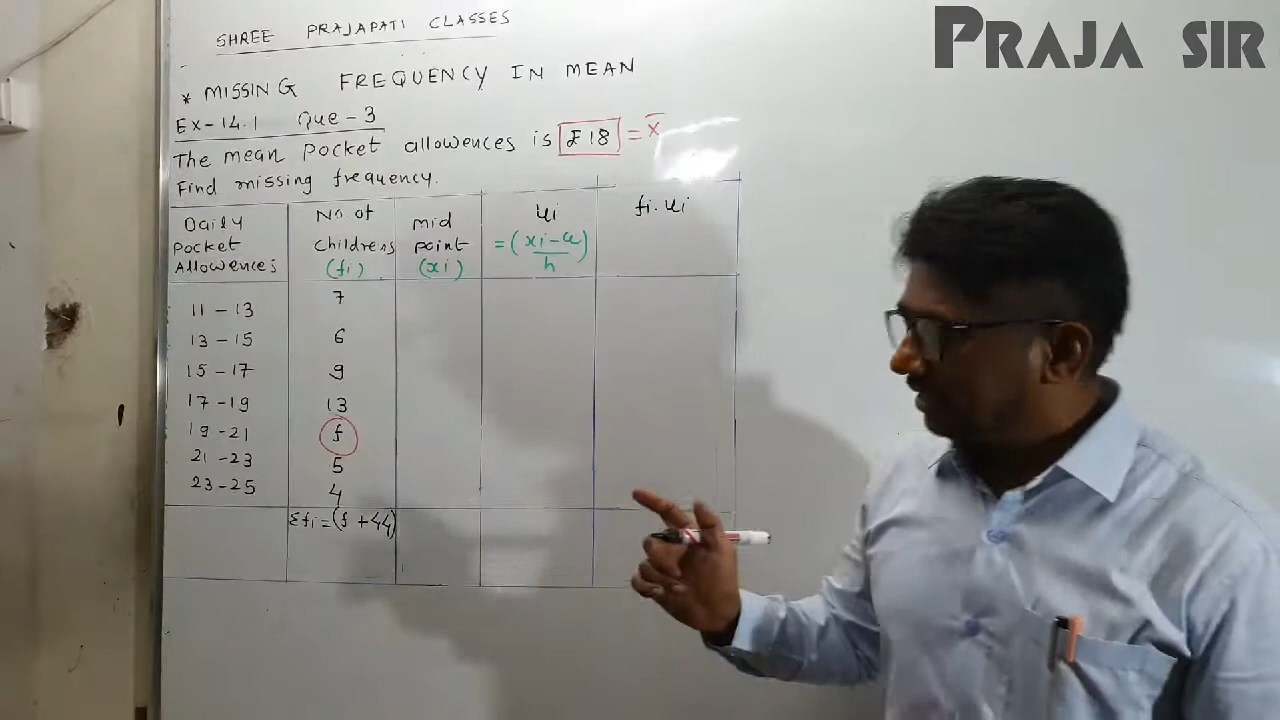 PRAJA SIR
SHREE PRAJAPATI CLASSES
* MISSING FREQUENCY IN MEAN
Ex-14.1 Que-3
The mean pocket allowences is ₹18 = x̄
Find missing frequency.
Daily Pocket Allowences
No. of childrens (fi)
mid point (xi)
ui = (xi-a/h)
fi.ui
11 - 13 7
13 - 15 6
15 - 17 9
17 - 19 13
19 - 21 f
21 - 23 5
23 - 25 4
Σfi = (f + 44)